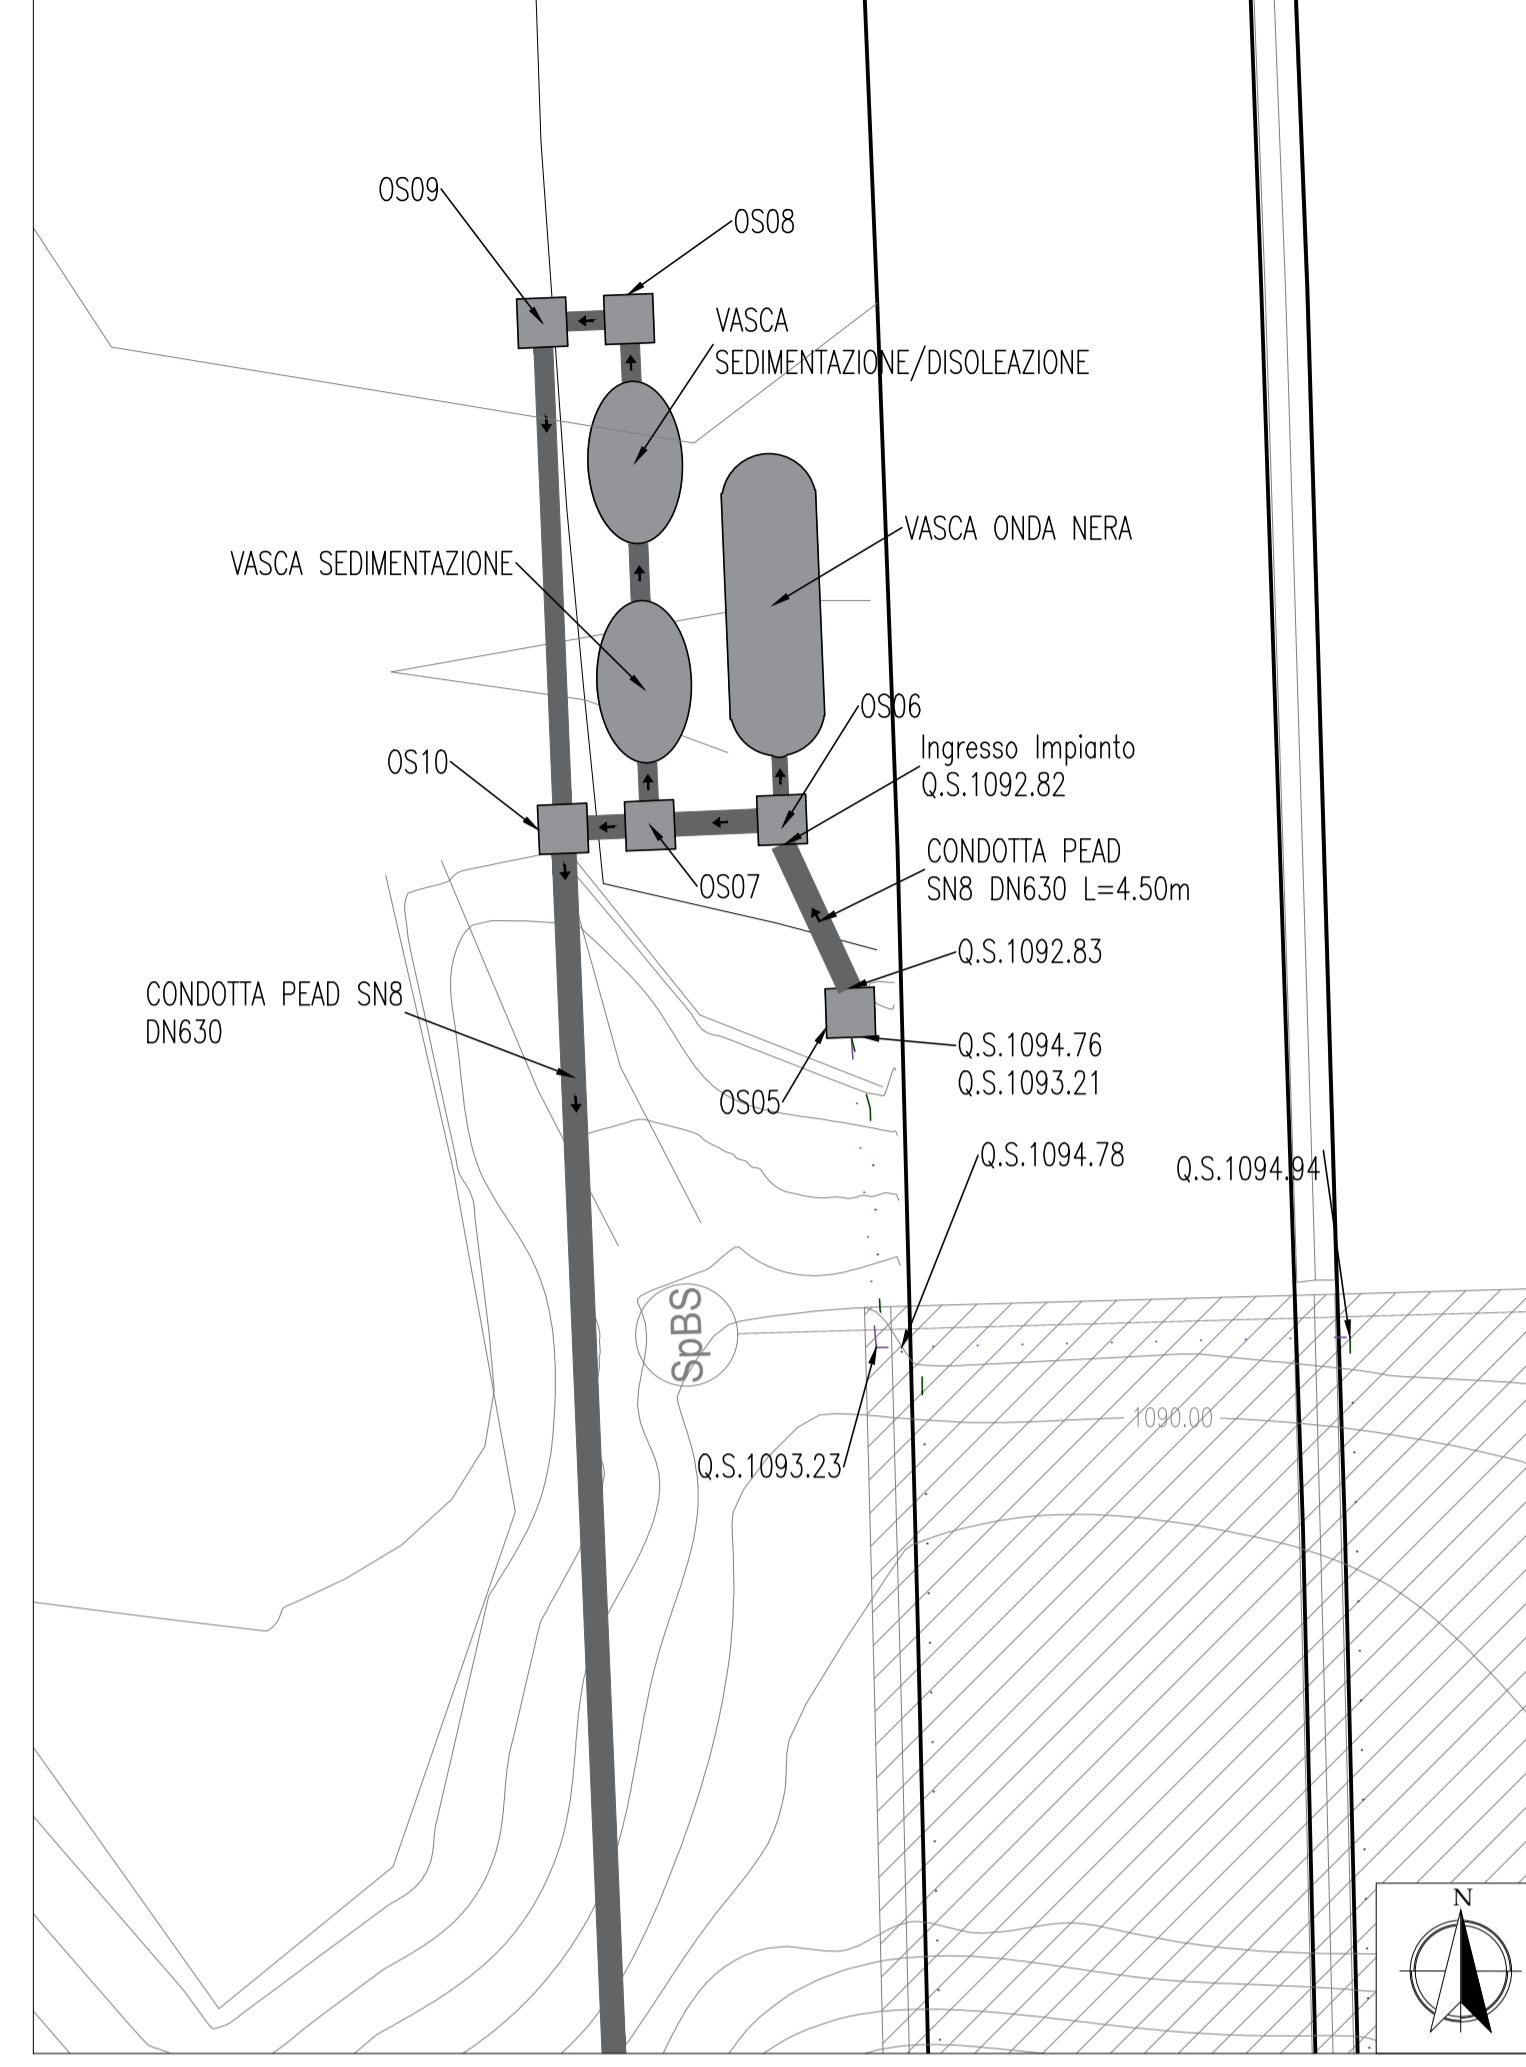 OS09
OS08
VASCA
SEDIMENTAZIONE/DISOLEAZIONE
VASCA ONDA NERA
VASCA SEDIMENTAZIONE
OS06
Ingresso Impianto
Q.S.1092.82
OS10
CONDOTTA PEAD
SN8 DN630 L=4.50m
OS07
Q.S.1092.83
CONDOTTA PEAD SN8
DN630
Q.S.1094.76
Q.S.1093.21
OS05
Q.S.1094.78
Q.S.1094.94
SpBS
1090.00
Q.S.1093.23
N